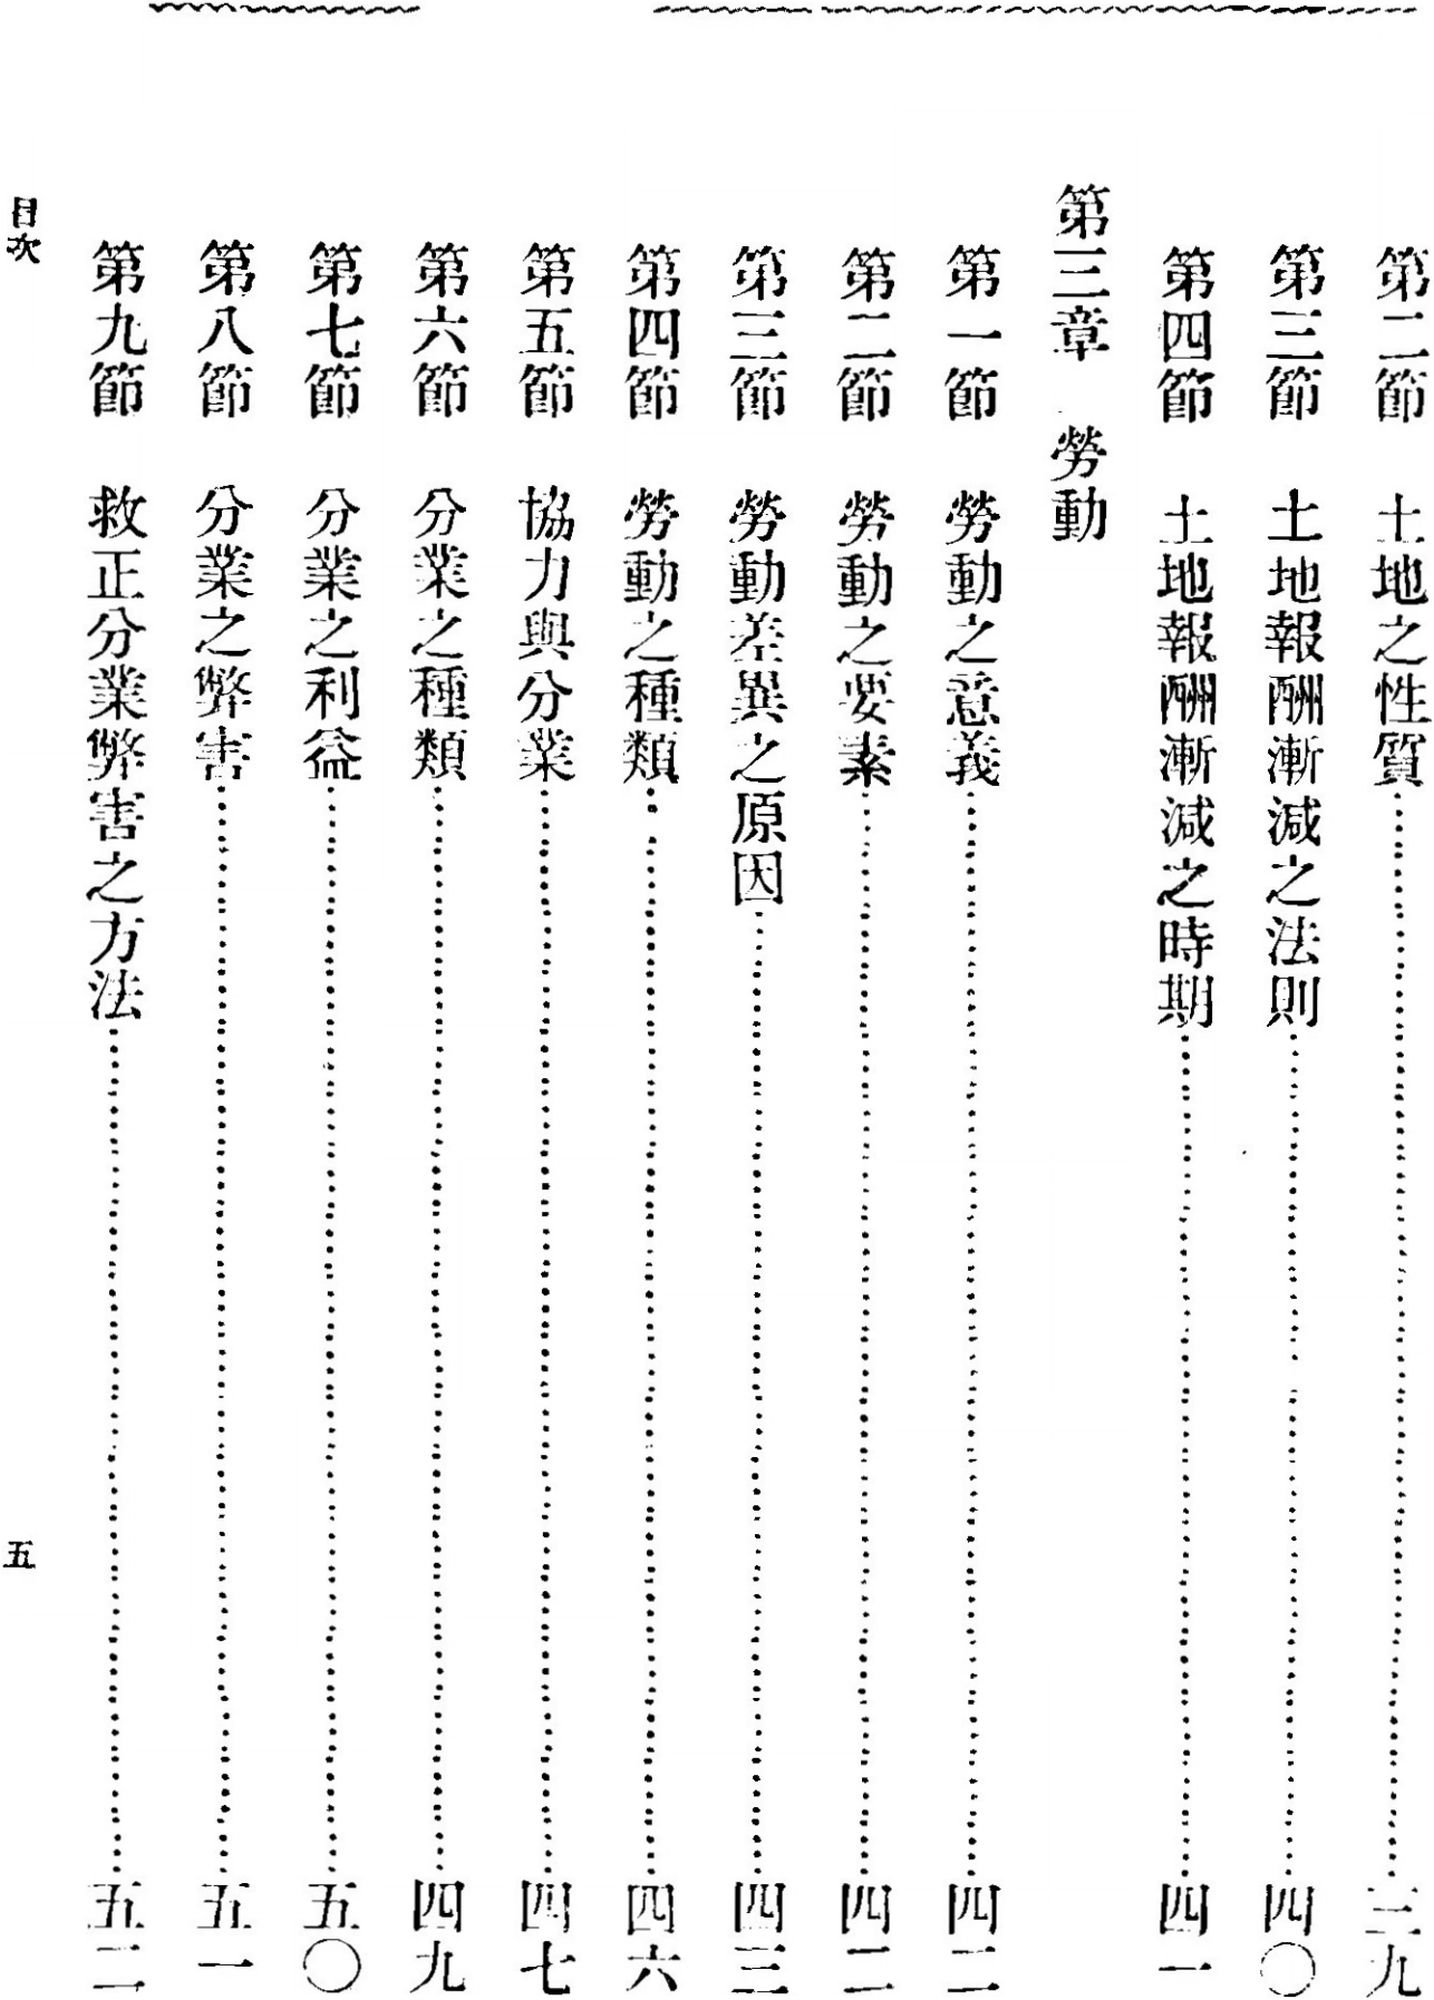 第二節　土地之性質……三九
第三節　土地報酬漸減之法則……四〇
第四節　土地報酬漸減之時期……四一
第三章　勞動
第一節　勞動之意義……四二
第二節　勞動之要素……四二
第三節　勞動差異之原因……四三
第四節　勞動之種類……四六
第五節　協力與分業……四七
第六節　分業之種類……四九
第七節　分業之利益……五〇
第八節　分業之弊害……五一
第九節　救正分業弊害之方法……五二
目次　五